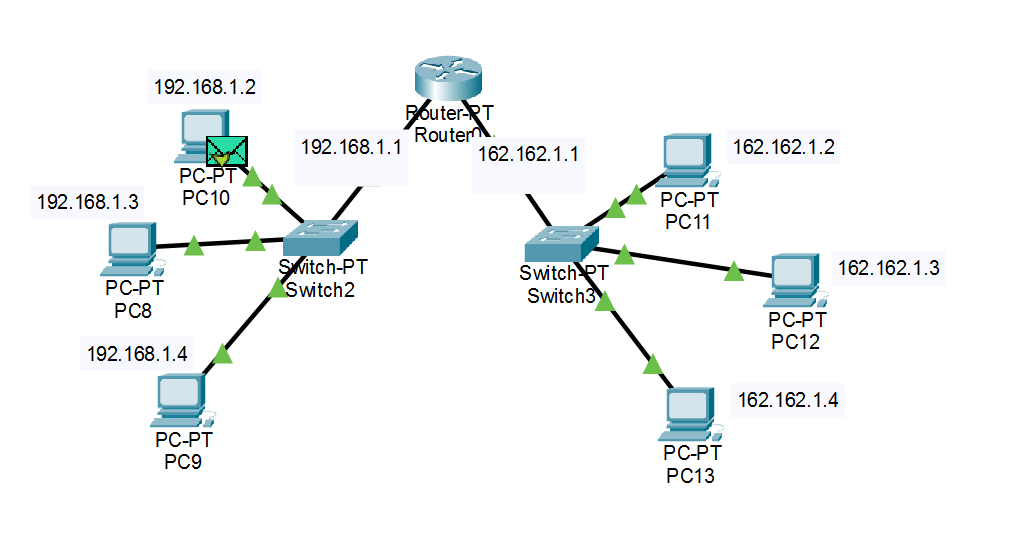 192.168.1.2
Router-PT
Router0
192.168.1.1
162.162.1.1
162.162.1.2
PC-PT
PC10
PC-PT
PC11
192.168.1.3
PC-PT
PC8
Switch-PT
Switch2
Switch-PT
Switch3
162.162.1.3
PC-PT
PC12
192.168.1.4
PC-PT
PC9
162.162.1.4
PC-PT
PC13